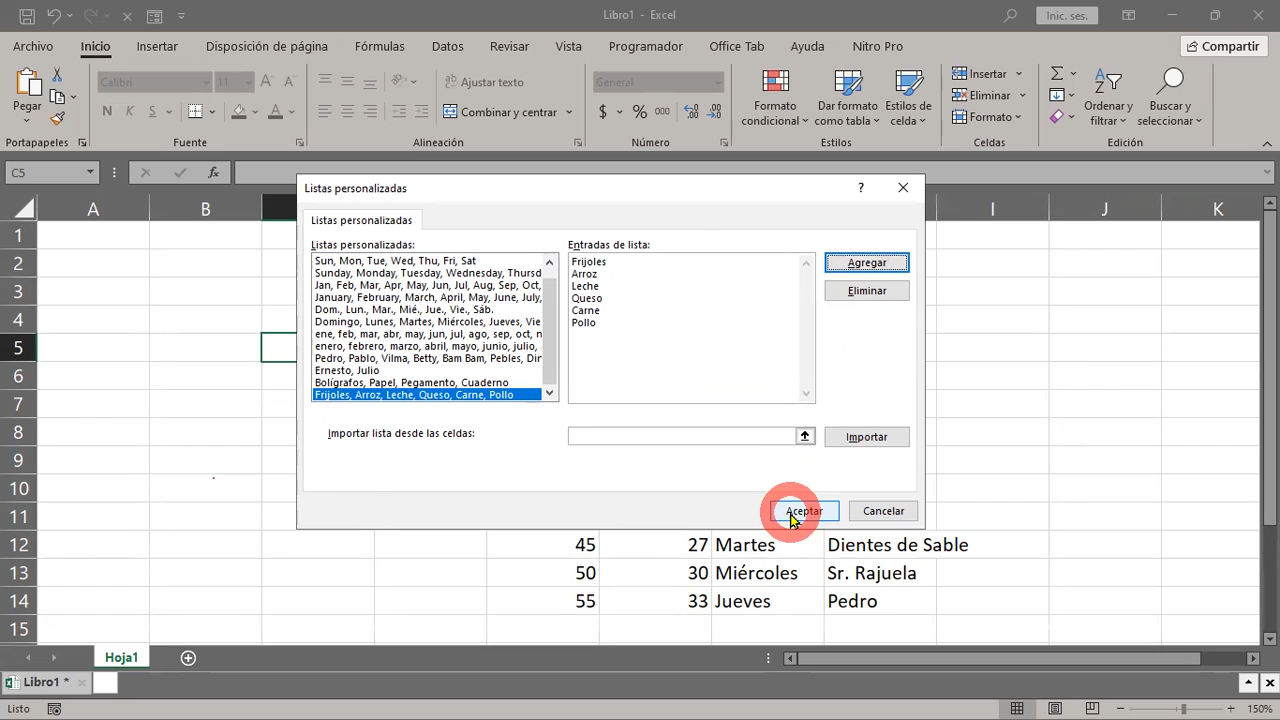 Libro1 - Excel
Inic. ses.
Archivo
Inicio
Insertar
Disposición de página
Fórmulas
Datos
Revisar
Vista
Programador
Office Tab
Ayuda
Nitro Pro
Compartir
Pegar
Calibri
11
N
K
S
Ajustar texto
Combinar y centrar
General
$ % 000
Formato condicional
Dar formato como tabla
Estilos de celda
Insertar
Eliminar
Formato
Ordenar y filtrar
Buscar y seleccionar
Portapapeles
Fuente
Alineación
Número
Estilos
Celdas
Edición
C5
fx
A B I J K
1
2
3
4
5
6
7
8
9
10
11
Listas personalizadas
?
Listas personalizadas
Listas personalizadas:
Sun, Mon, Tue, Wed, Thu, Fri, Sat
Sunday, Monday, Tuesday, Wednesday, Thursd
Jan, Feb, Mar, Apr, May, Jun, Jul, Aug, Sep, Oct,
January, February, March, April, May, June, July,
Dom., Lun., Mar., Mié., Jue., Vie., Sáb.
Domingo, Lunes, Martes, Miércoles, Jueves, Vie
ene, feb, mar, abr, may, jun, jul, ago, sep, oct, n
enero, febrero, marzo, abril, mayo, junio, julio,
Pedro, Pablo, Vilma, Betty, Bam Bam, Pebles, Din
Ernesto, Julio
Bolígrafos, Papel, Pegamento, Cuaderno
Frijoles, Arroz, Leche, Queso, Carne, Pollo
Entradas de lista:
Frijoles
Arroz
Leche
Queso
Carne
Pollo
Agregar
Eliminar
Importar lista desde las celdas:
Importar
Aceptar
Cancelar
12 45 27 Martes Dientes de Sable
13 50 30 Miércoles Sr. Rajuela
14 55 33 Jueves Pedro
15
Hoja1
Libro1 *
Listo
150%